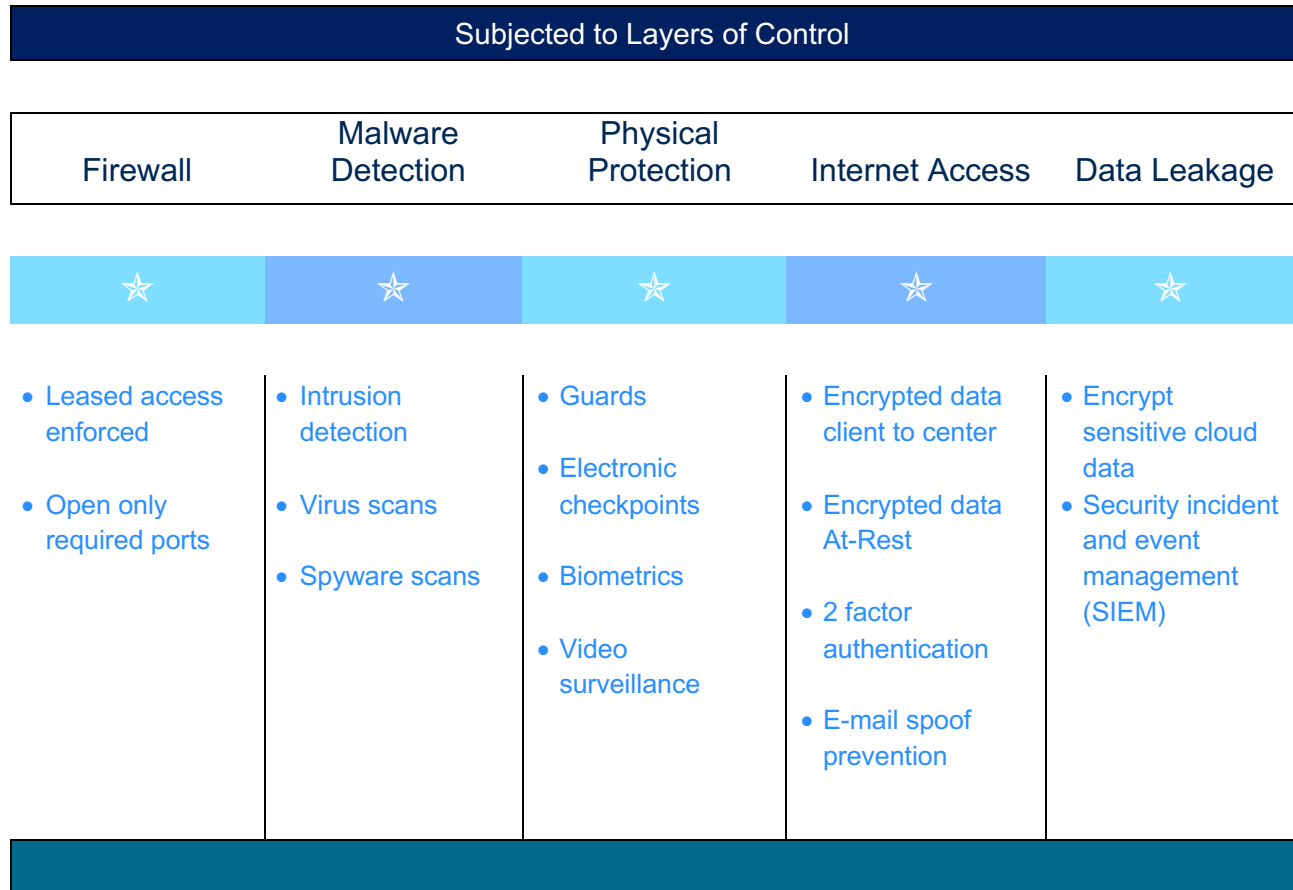 Subjected to Layers of Control
Firewall
Malware
Detection
Physical
Protection
Internet Access
Data Leakage
• Leased access
enforced
• Open only
required ports
• Intrusion
detection
• Virus scans
• Spyware scans
• Guards
• Electronic
checkpoints
• Biometrics
• Video
surveillance
• Encrypted data
client to center
• Encrypted data
At-Rest
• 2 factor
authentication
• E-mail spoof
prevention
• Encrypt
sensitive cloud
data
• Security incident
and event
management
(SIEM)